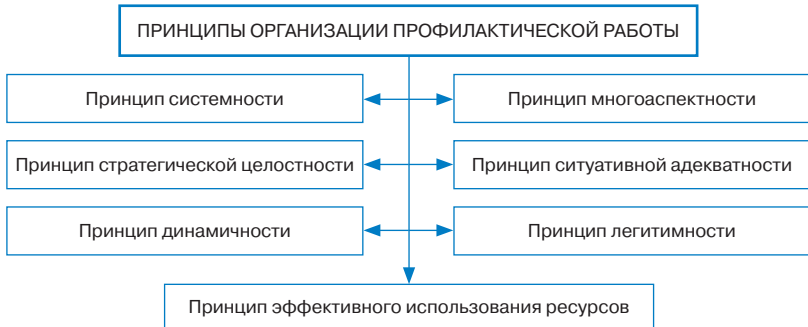 ПРИНЦИПЫ ОРГАНИЗАЦИИ ПРОФИЛАКТИЧЕСКОЙ РАБОТЫ
Принцип системности
Принцип многоаспектности
Принцип стратегической целостности
Принцип ситуативной адекватности
Принцип динамичности
Принцип легитимности
Принцип эффективного использования ресурсов